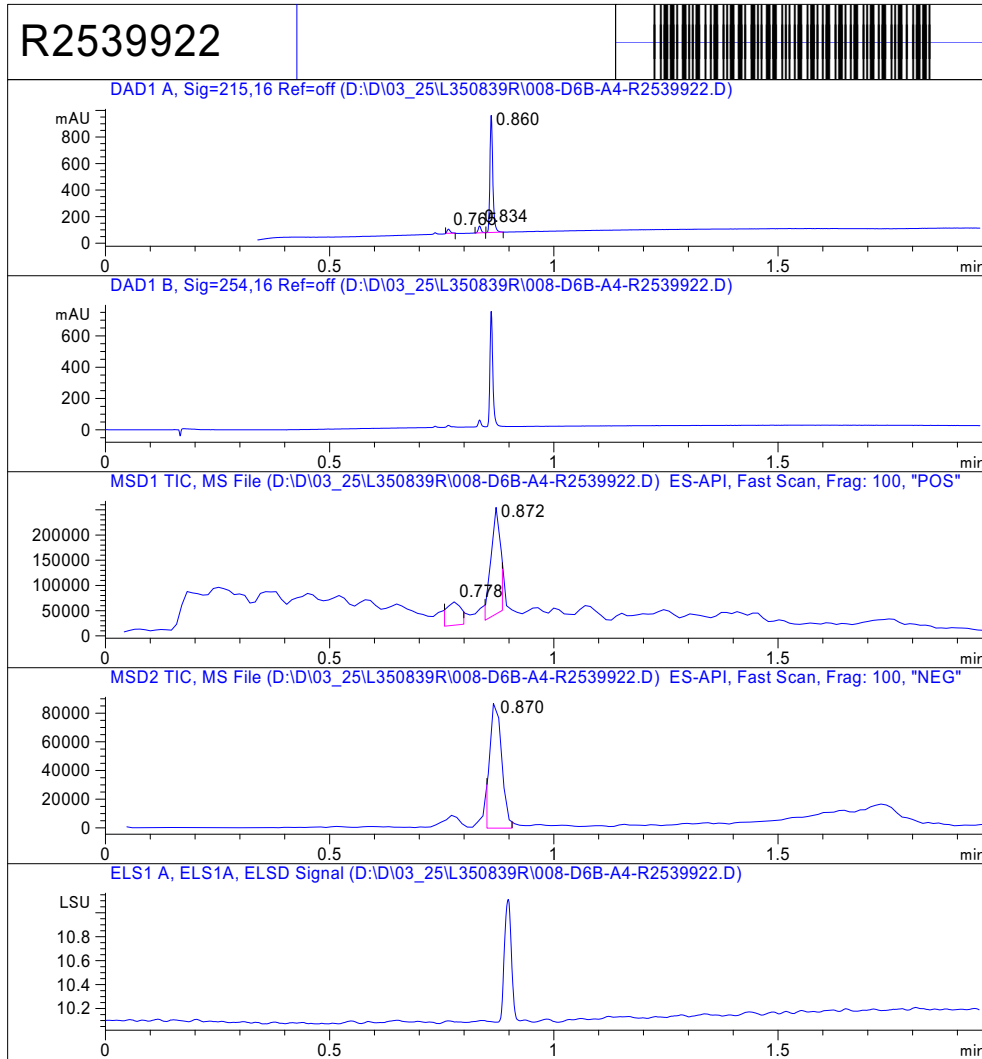 R2539922
DAD1 A, Sig=215,16 Ref=off (D:\D\03_25\L350839R\008-D6B-A4-R2539922.D)
mAU
800
600
400
200
0
0.765
0.834
0.860
0 0.5 1 1.5 min
DAD1 B, Sig=254,16 Ref=off (D:\D\03_25\L350839R\008-D6B-A4-R2539922.D)
mAU
600
400
200
0
0 0.5 1 1.5 min
MSD1 TIC, MS File (D:\D\03_25\L350839R\008-D6B-A4-R2539922.D) ES-API, Fast Scan, Frag: 100, "POS"
200000
150000
100000
50000
0
0.778
0.872
0 0.5 1 1.5 min
MSD2 TIC, MS File (D:\D\03_25\L350839R\008-D6B-A4-R2539922.D) ES-API, Fast Scan, Frag: 100, "NEG"
80000
60000
40000
20000
0
0.870
0 0.5 1 1.5 min
ELS1 A, ELS1A, ELSD Signal (D:\D\03_25\L350839R\008-D6B-A4-R2539922.D)
LSU
10.8
10.6
10.4
10.2
0 0.5 1 1.5 min